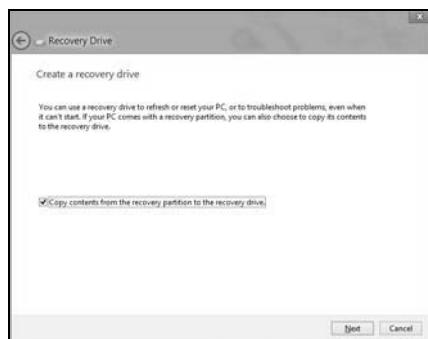 Recovery Drive
Create a recovery drive
You can use a recovery drive to refresh or reset your PC, or to troubleshoot problems, even when
it can't start. If your PC comes with a recovery partition, you can also choose to copy its contents
to the recovery drive.
Copy contents from the recovery partition to the recovery drive.
Next Cancel